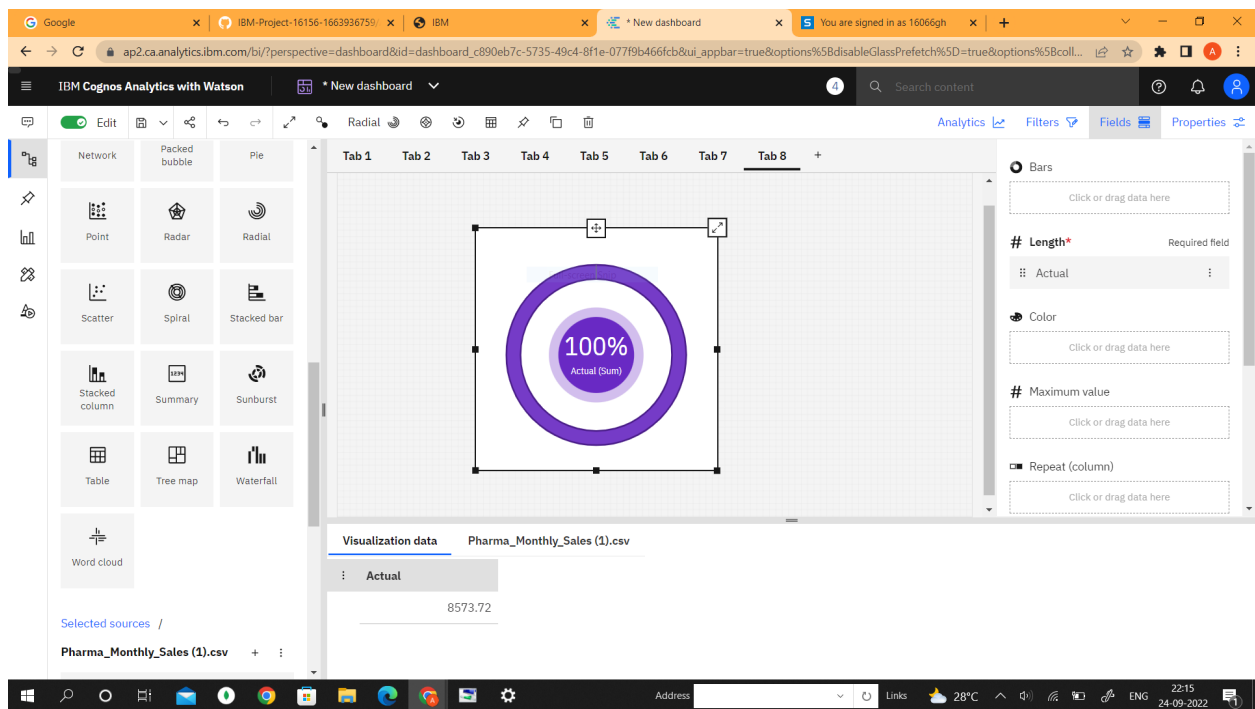 Google
IBM-Project-16156-1663936759/
IBM
* New dashboard
You are signed in as 16066gh
ap2.ca.analytics.ibm.com/bi/?perspective=dashboard&id=dashboard_c890eb7c-5735-49c4-8f1e-077f9b466fcb&ui_appbar=true&options%5BdisableGlassPrefetch%5D=true&options%5Bcoll...
A
IBM Cognos Analytics with Watson
* New dashboard
4
Search content
Edit
Radial
Analytics
Filters
Fields
Properties
Network
Packed bubble
Pie
Point
Radar
Radial
Scatter
Spiral
Stacked bar
Stacked column
Summary
Sunburst
Table
Tree map
Waterfall
Word cloud
Selected sources /
Pharma_Monthly_Sales (1).csv
Tab 1 Tab 2 Tab 3 Tab 4 Tab 5 Tab 6 Tab 7 Tab 8 +
100%
Actual (Sum)
Bars
Click or drag data here
# Length* Required field
Actual
Color
Click or drag data here
# Maximum value
Click or drag data here
Repeat (column)
Click or drag data here
Visualization data Pharma_Monthly_Sales (1).csv
Actual
8573.72
Address
Links
28°C
ENG
22:15
24-09-2022
1